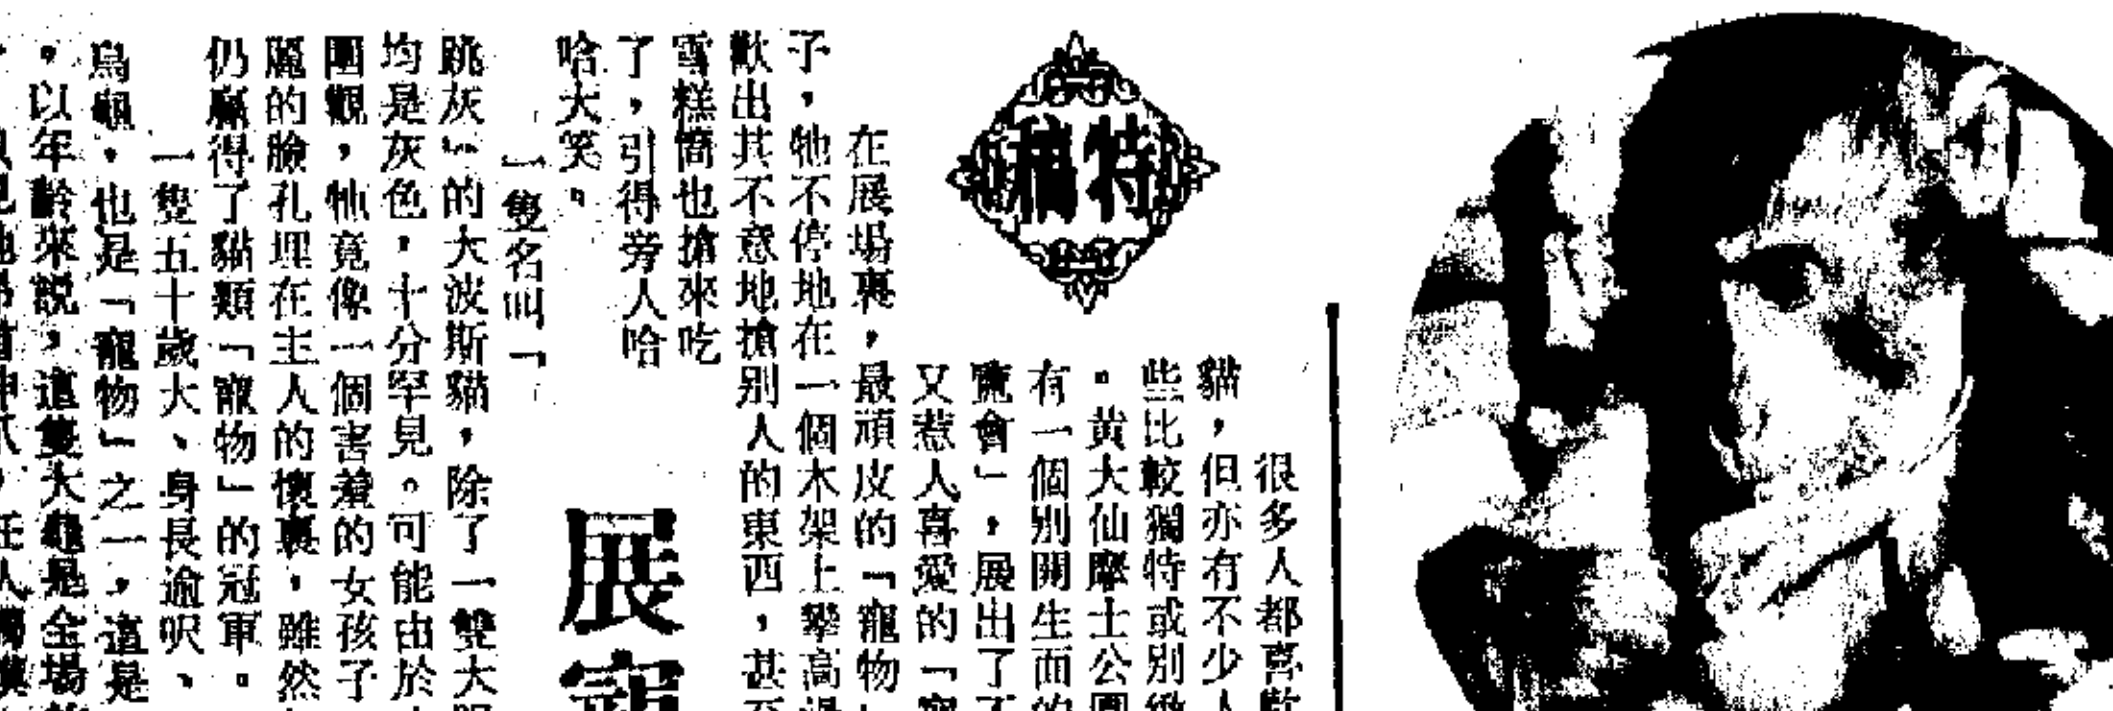 特稿
很多人都喜
貓，但亦有不少人
些比較獨特或別緻
。黃大仙摩士公園
有一個別開生面的
覽會」，展出了不
又惹人喜愛的「寵
在展場裏，最頑皮的「寵物」
子，牠不停地在一個木架上攀高
歡出其不意地搶别人的東西，甚至
雪糕筒也搶來吃
了，引得旁人哈
哈大笑。
展寵
一隻名叫「
跳灰」的大波斯貓，除了一雙大眼
均是灰色，十分罕見。可能由於
圍觀，牠竟像一個害羞的女孩子
麗的臉孔埋在主人的懷裏，雖然
仍贏得了貓類「寵物」的冠軍。
一隻五十歲大、身長逾呎、
烏龜，也是「寵物」之一，這是
。以年齡來説，這隻大龜是全場